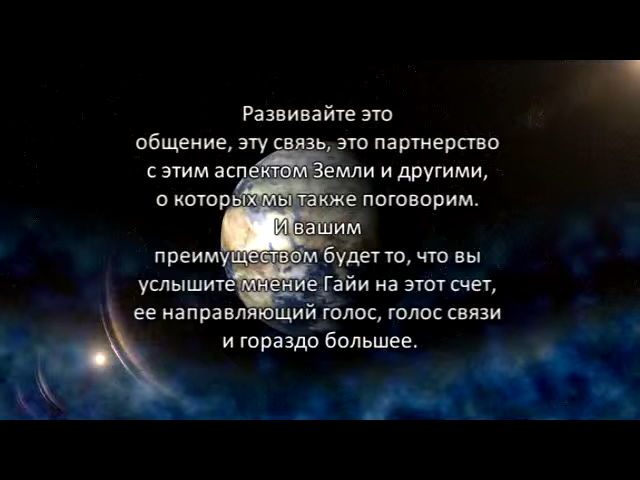 Развивайте это
общение, эту связь, это партнерство
с этим аспектом Земли и другими,
о которых мы также поговорим.
И вашим
преимуществом будет то, что вы
услышите мнение Гайи на этот счет,
ее направляющий голос, голос связи
и гораздо большее.